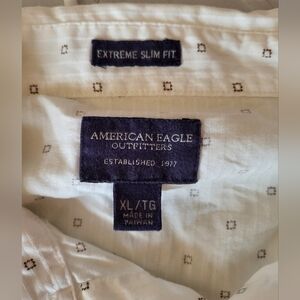 EXTREME SLIM FIT
AMERICAN EAGLE
OUTFITTERS
ESTABLISHED 1977
XL/TG
MADE IN
TAIWAN